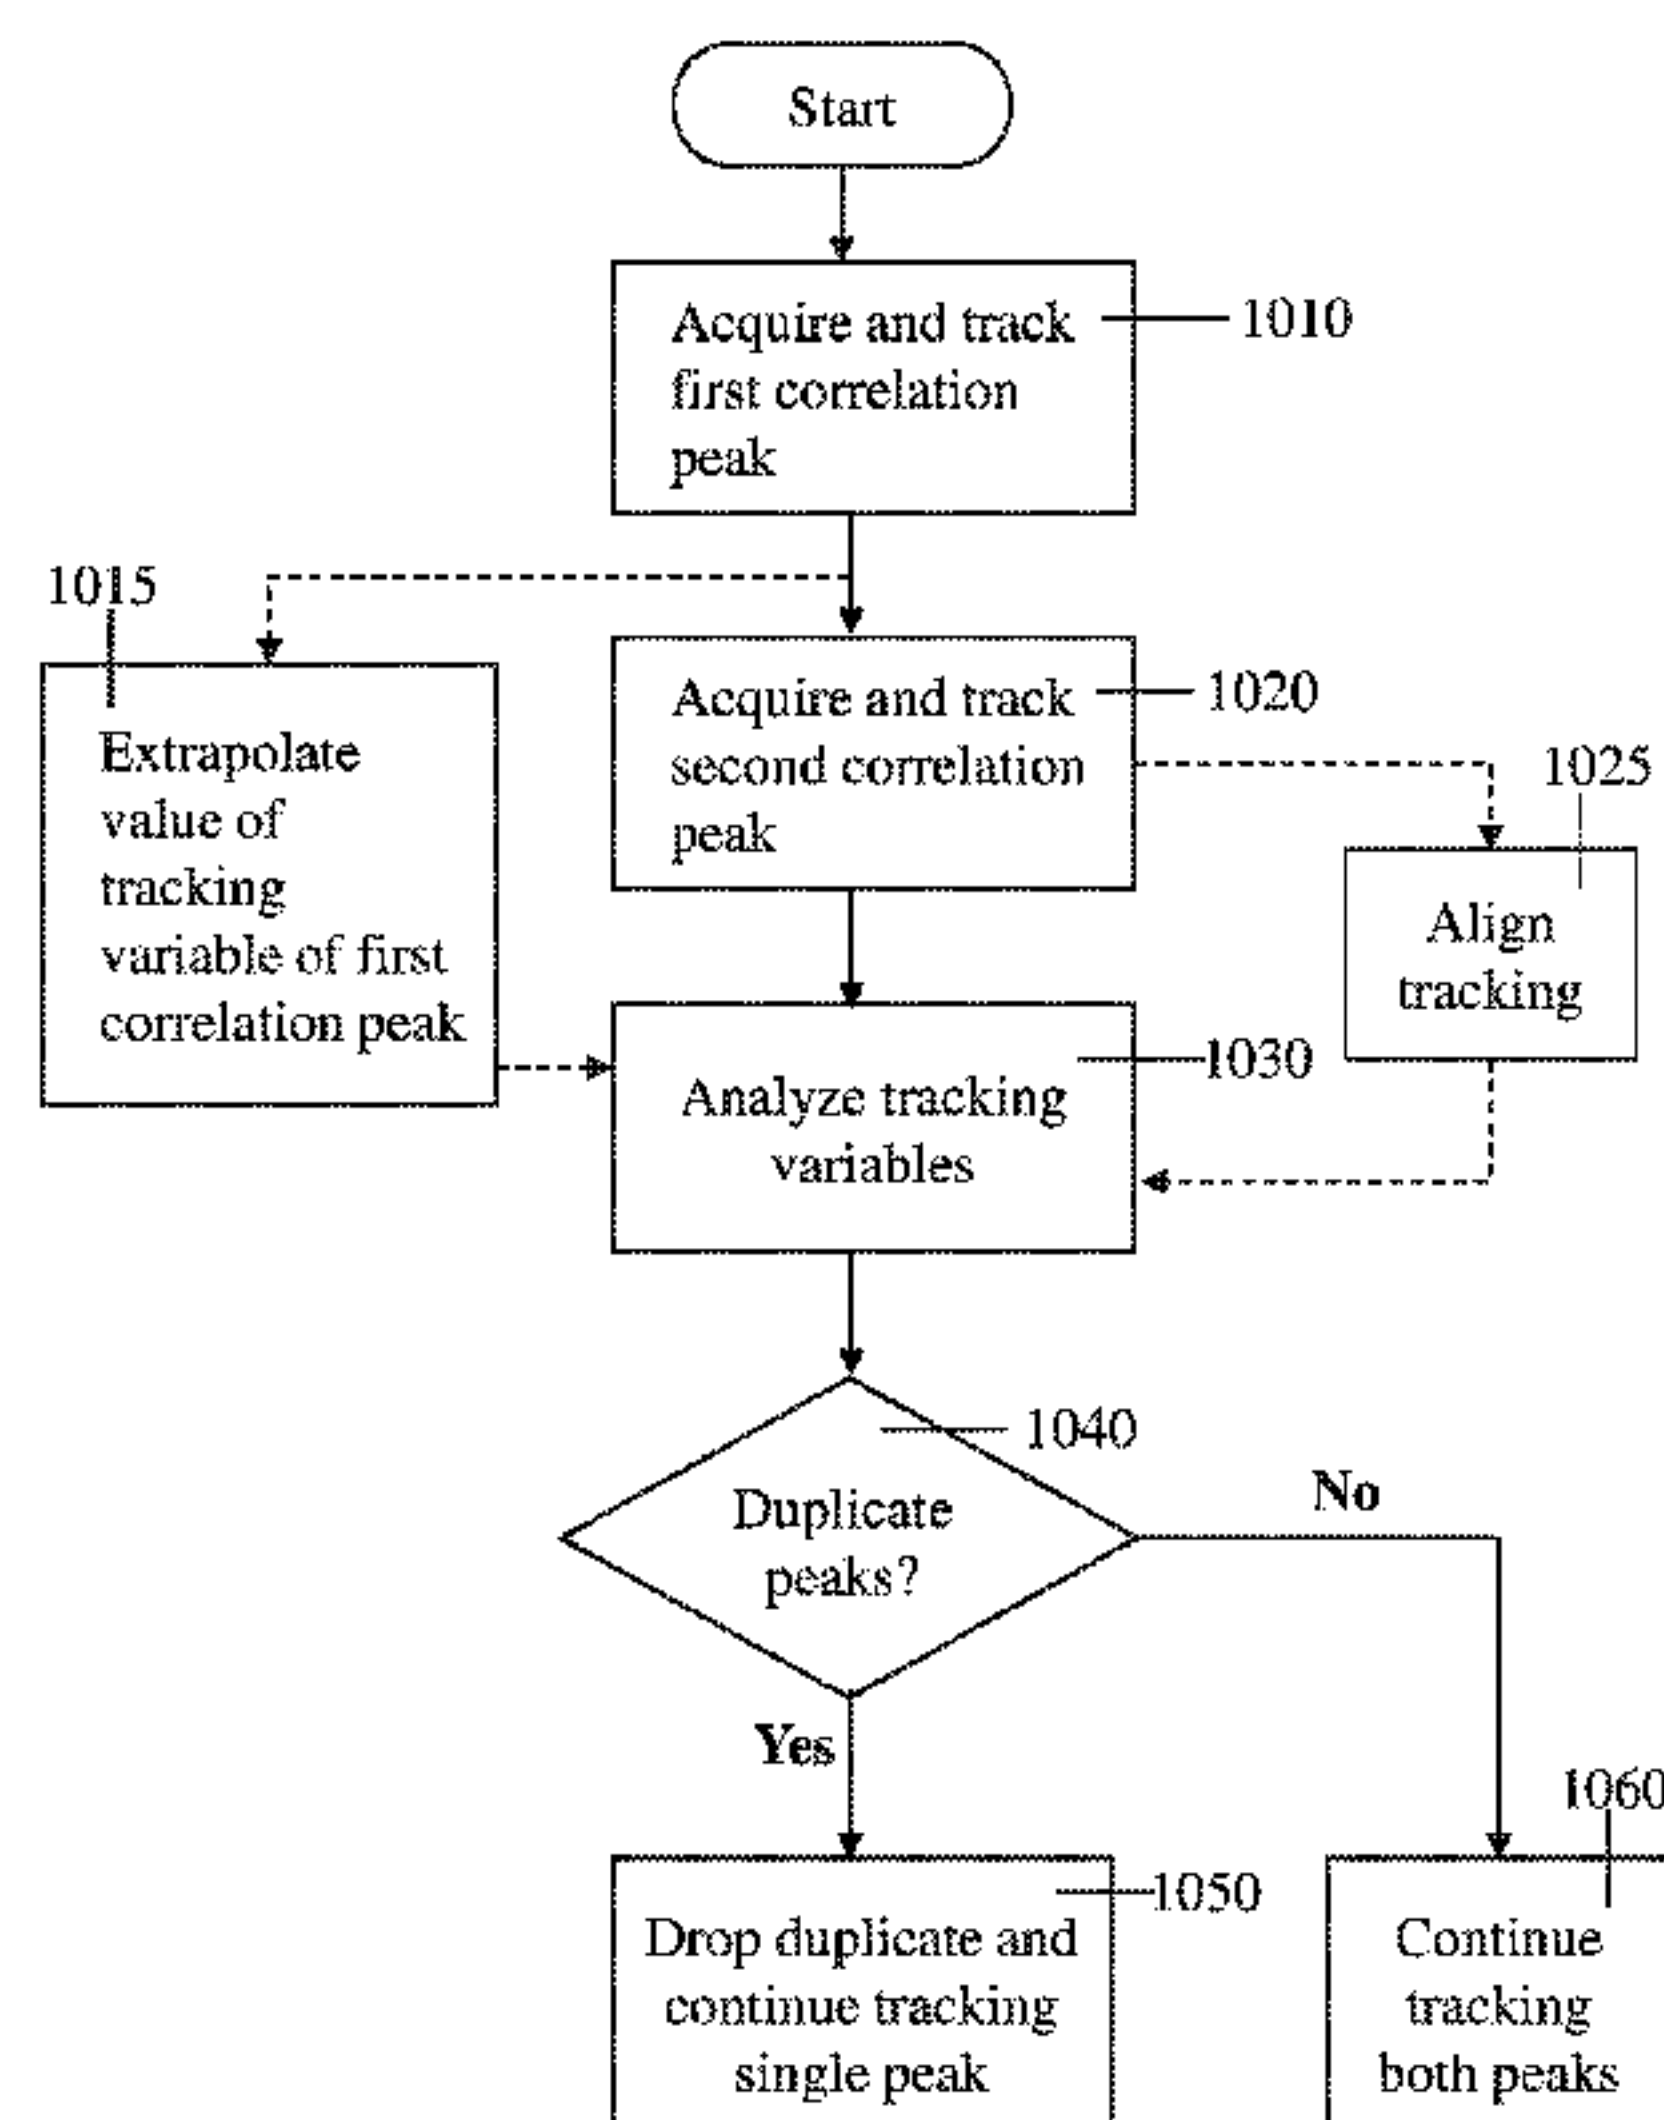 Start
Acquire and track
first correlation
peak
1010
1015
Extrapolate
value of
tracking
variable of first
correlation peak
Acquire and track
second correlation
peak
1020
1025
Align
tracking
Analyze tracking
variables
1030
1040
Duplicate
peaks?
No
Yes
1050
Drop duplicate and
continue tracking
single peak
1060
Continue
tracking
both peaks